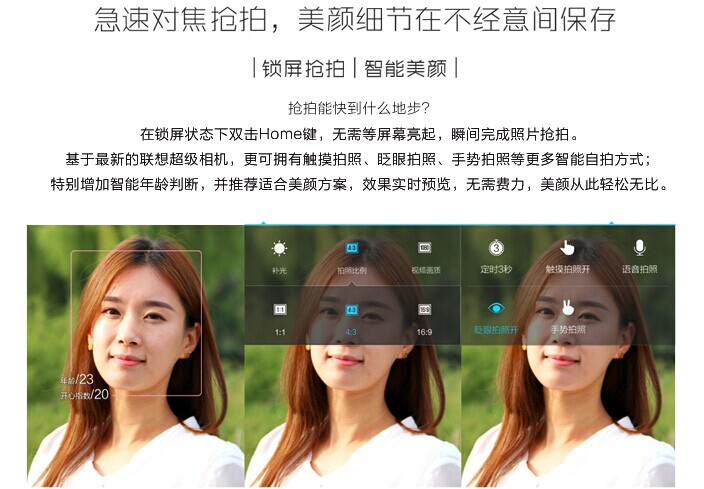 急速对焦抢拍，美颜细节在不经意间保存
|锁屏抢拍|智能美颜|
抢拍能快到什么地步?
在锁屏状态下双击Home键，无需等屏幕亮起，瞬间完成照片抢拍。
基于最新的联想超级相机，更可拥有触摸拍照、眨眼拍照、手势拍照等更多智能自拍方式；
特别增加智能年龄判断，并推荐适合美颜方案，效果实时预览，无需费力，美颜从此轻松无比。
年龄/23
开心指数/20
4:3
1080
补光 拍照比例 视频画质
1:1 4:3 16:9
1:1 4:3 16:9
3
定时3秒 触摸拍照开 语音拍照
眨眼拍照开 手势拍照